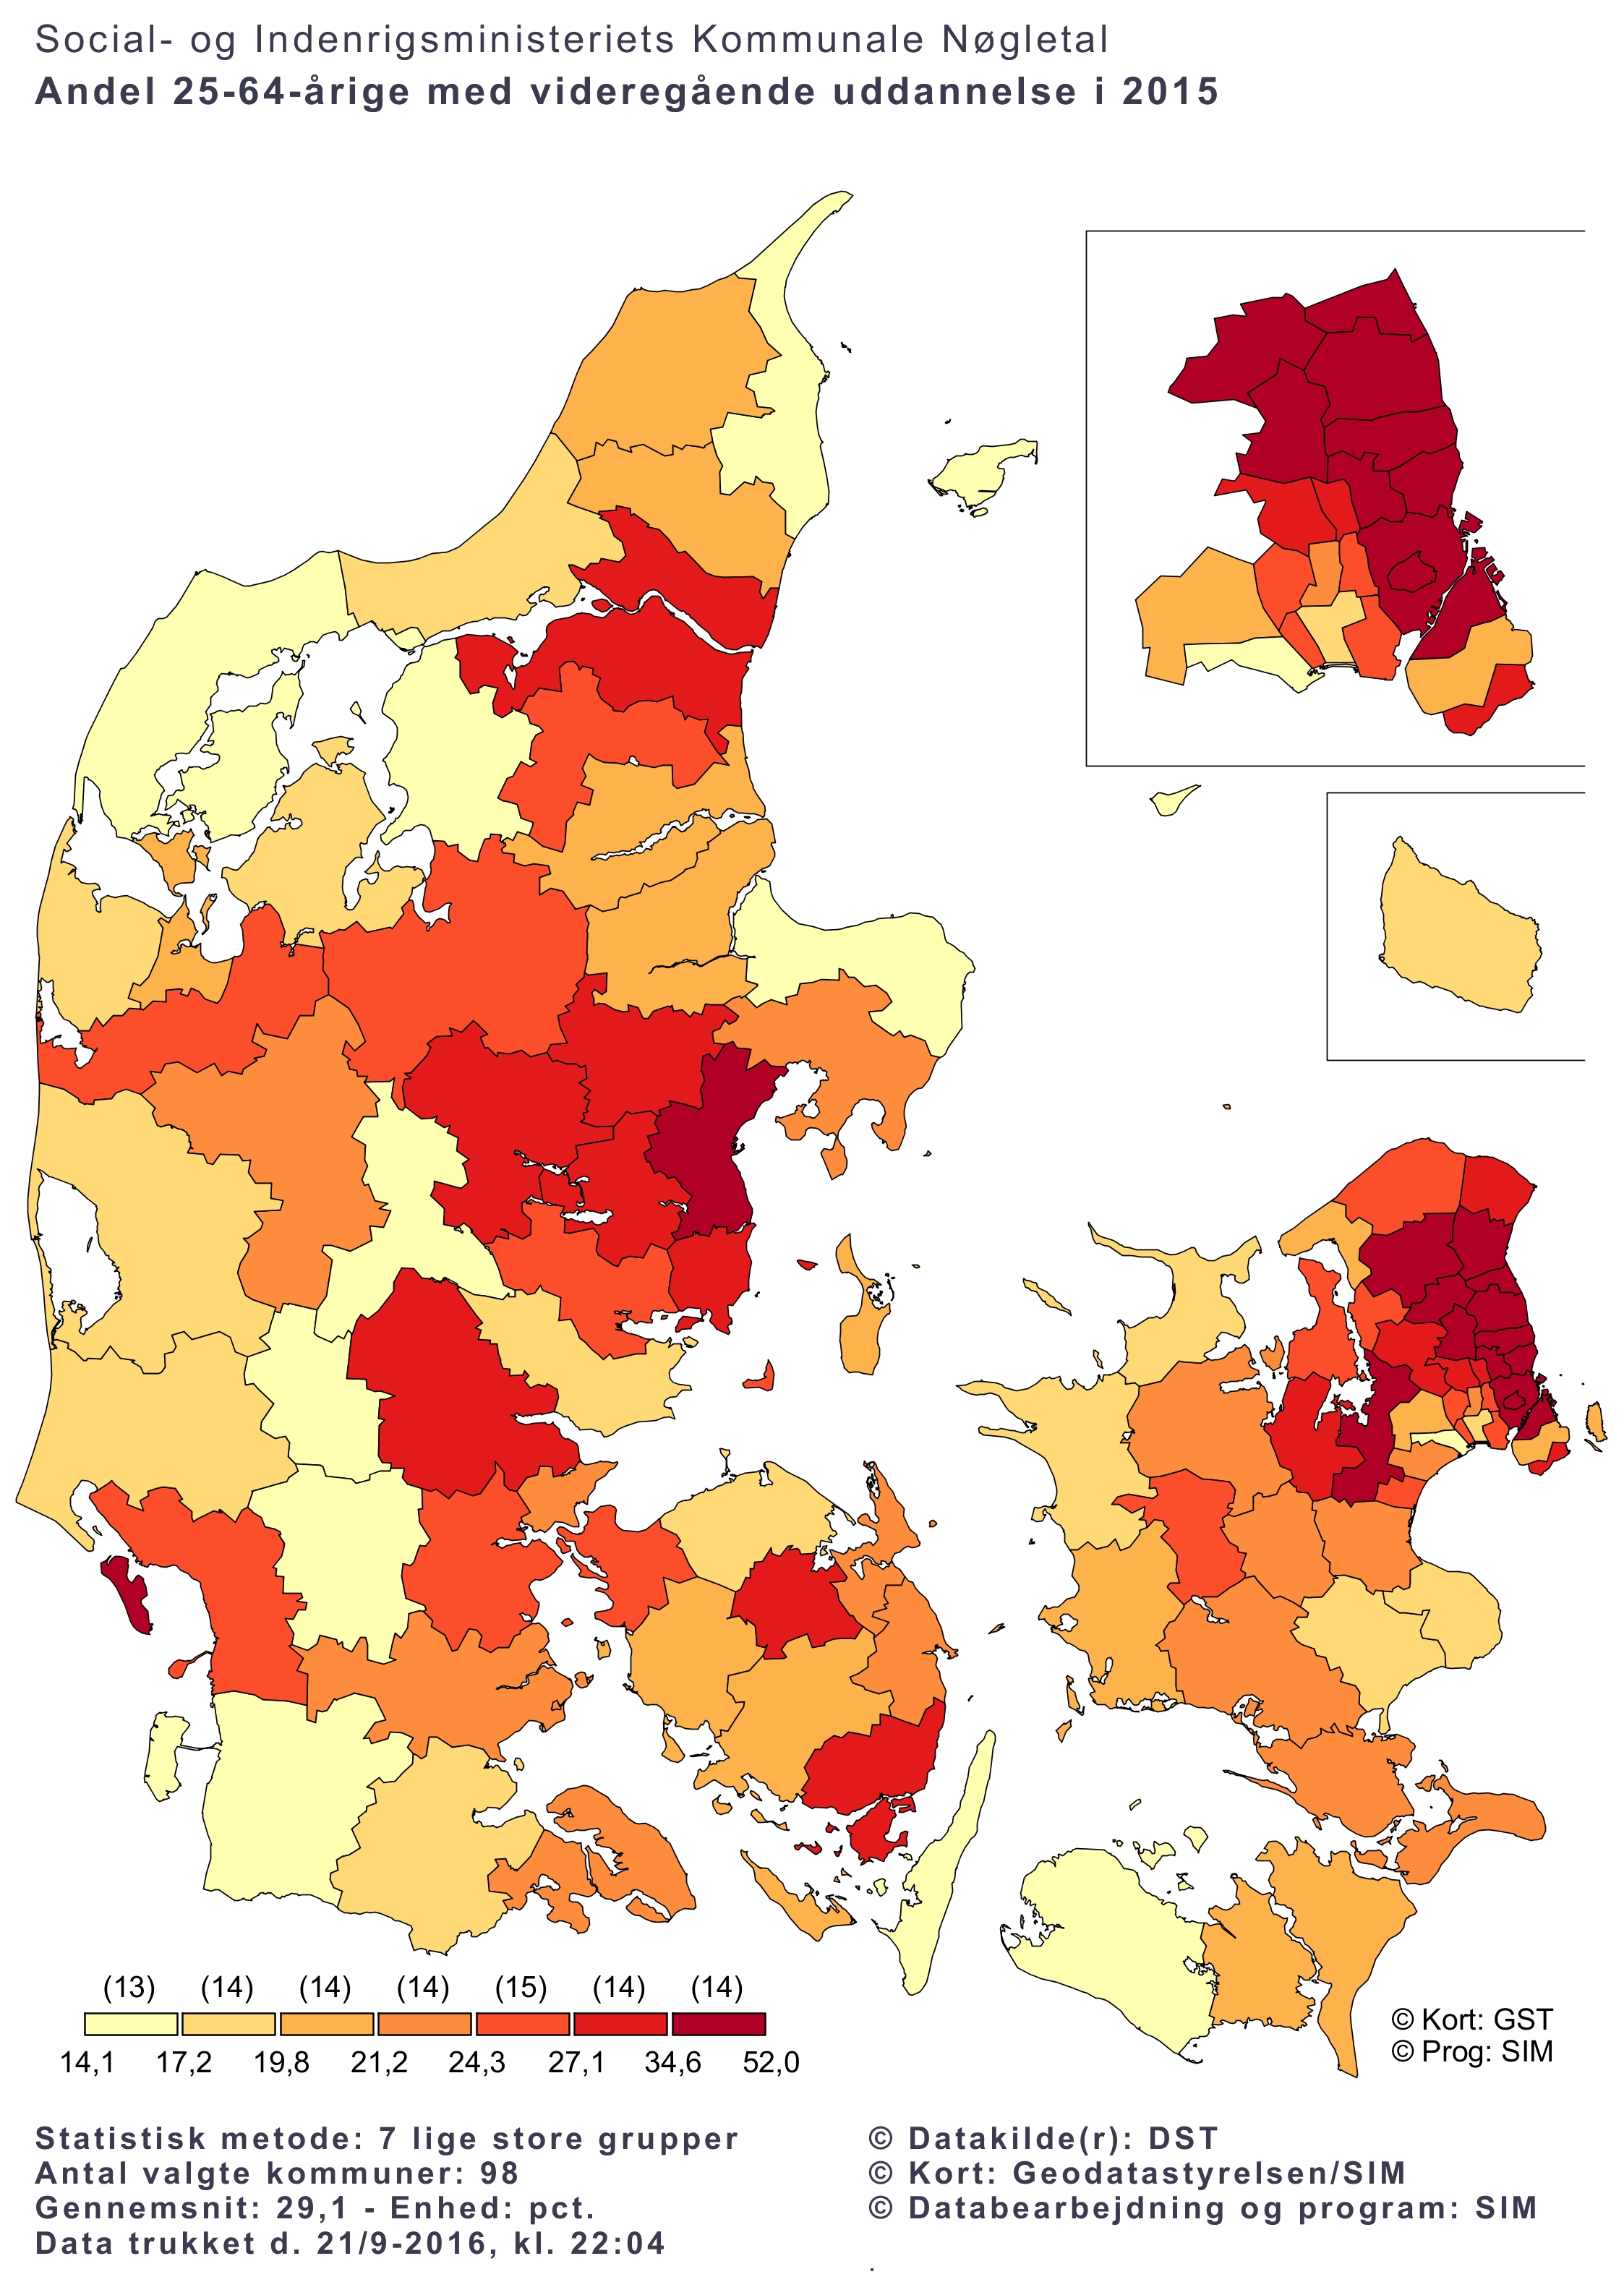 Social- og Indenrigsministeriets Kommunale Nøgletal
Andel 25-64-årige med videregående uddannelse i 2015
(13) (14) (14) (14) (15) (14) (14)
14,1 17,2 19,8 21,2 24,3 27,1 34,6 52,0
© Kort: GST
© Prog: SIM
Statistisk metode: 7 lige store grupper
Antal valgte kommuner: 98
Gennemsnit: 29,1 - Enhed: pct.
Data trukket d. 21/9-2016, kl. 22:04
© Datakilde(r): DST
© Kort: Geodatastyrelsen/SIM
© Databearbejdning og program: SIM
.